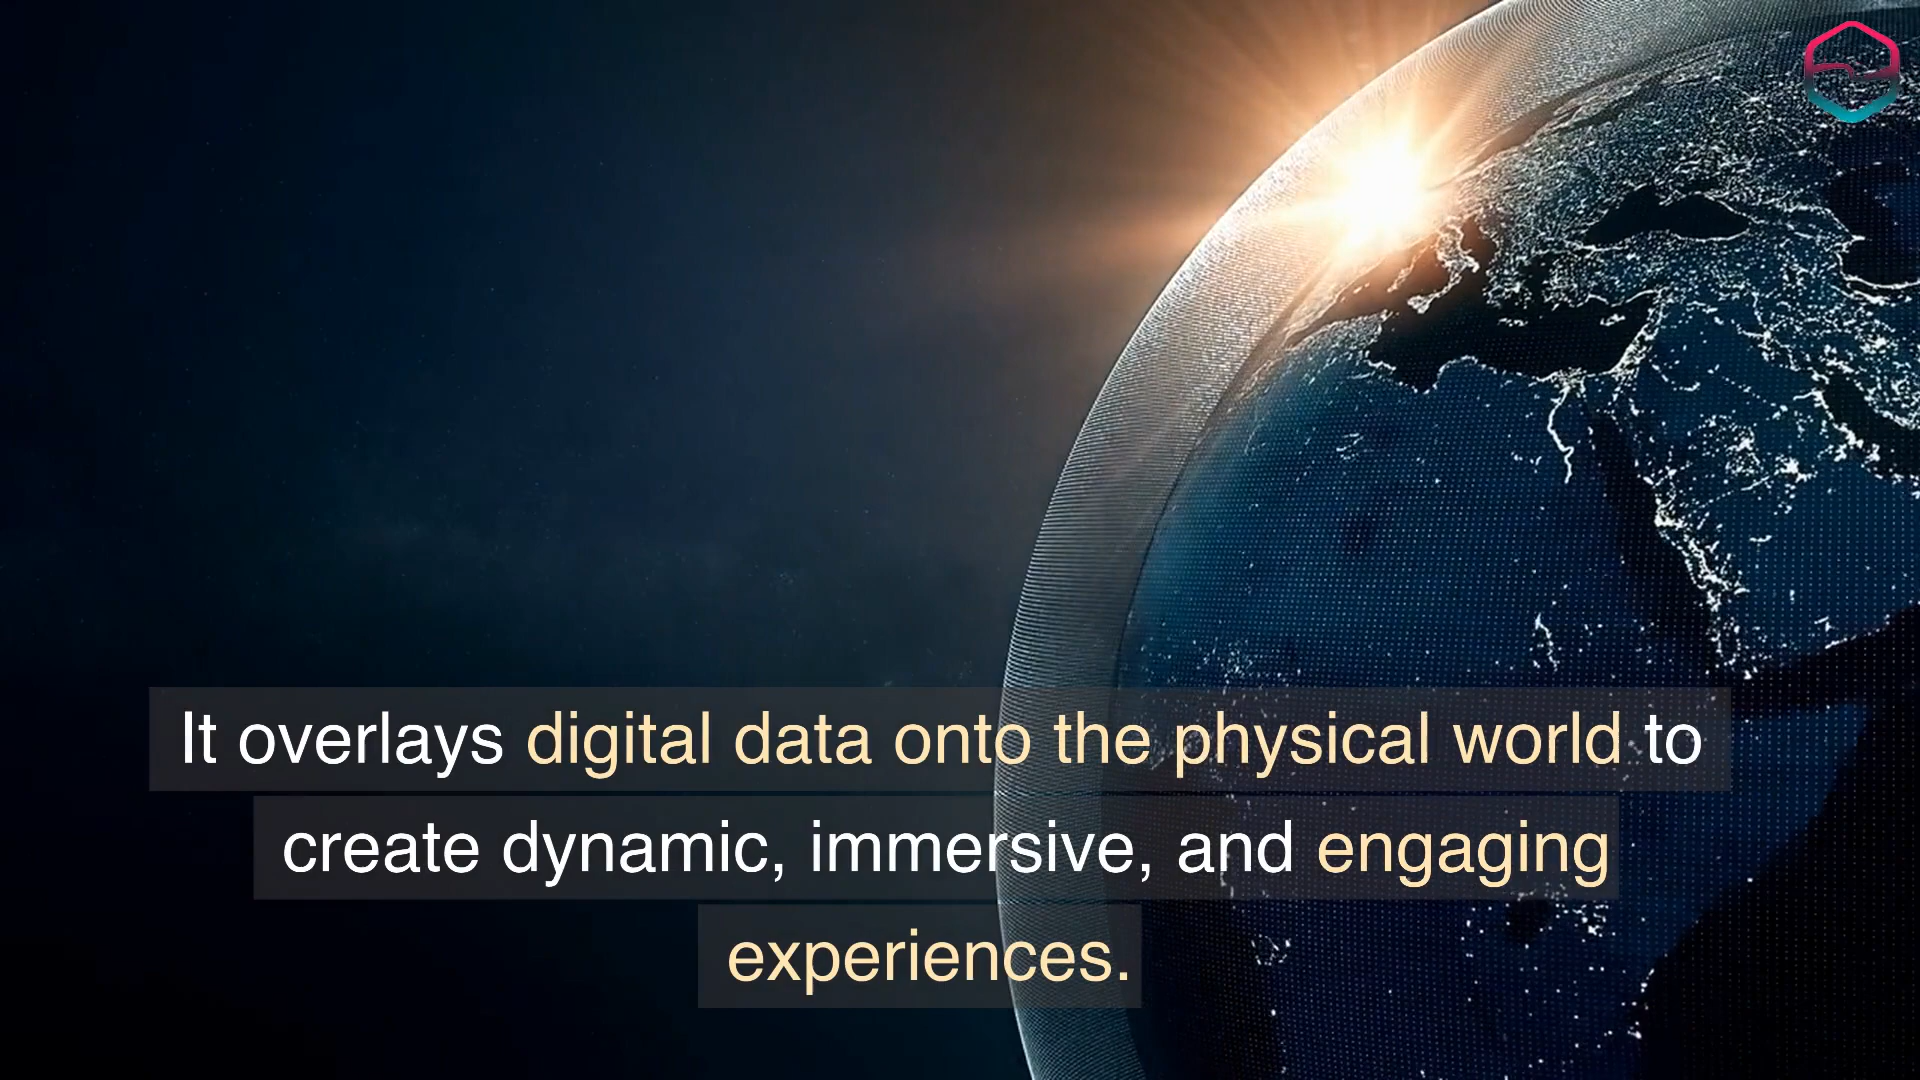 It overlays digital data onto the physical world to
create dynamic, immersive, and engaging
experiences.